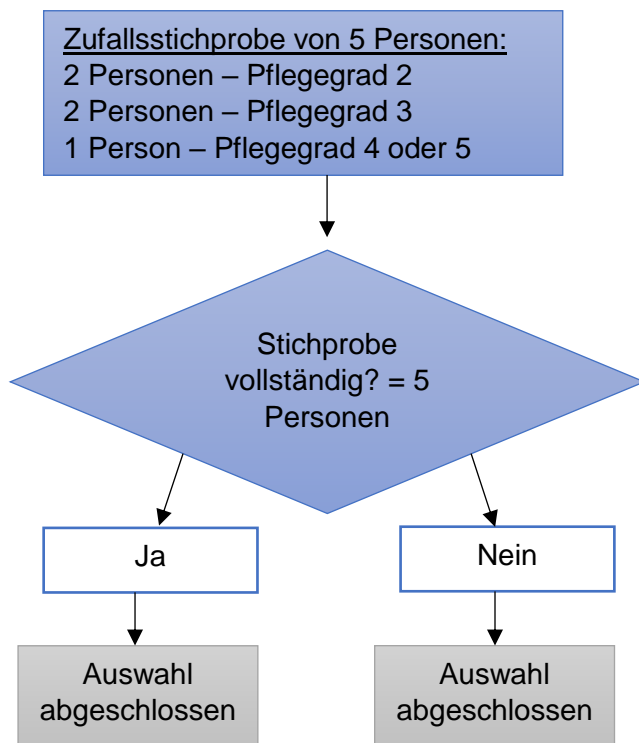 Zufallsstichprobe von 5 Personen:
2 Personen – Pflegegrad 2
2 Personen – Pflegegrad 3
1 Person – Pflegegrad 4 oder 5
Stichprobe
vollständig? = 5
Personen
Ja
Nein
Auswahl
abgeschlossen
Auswahl
abgeschlossen